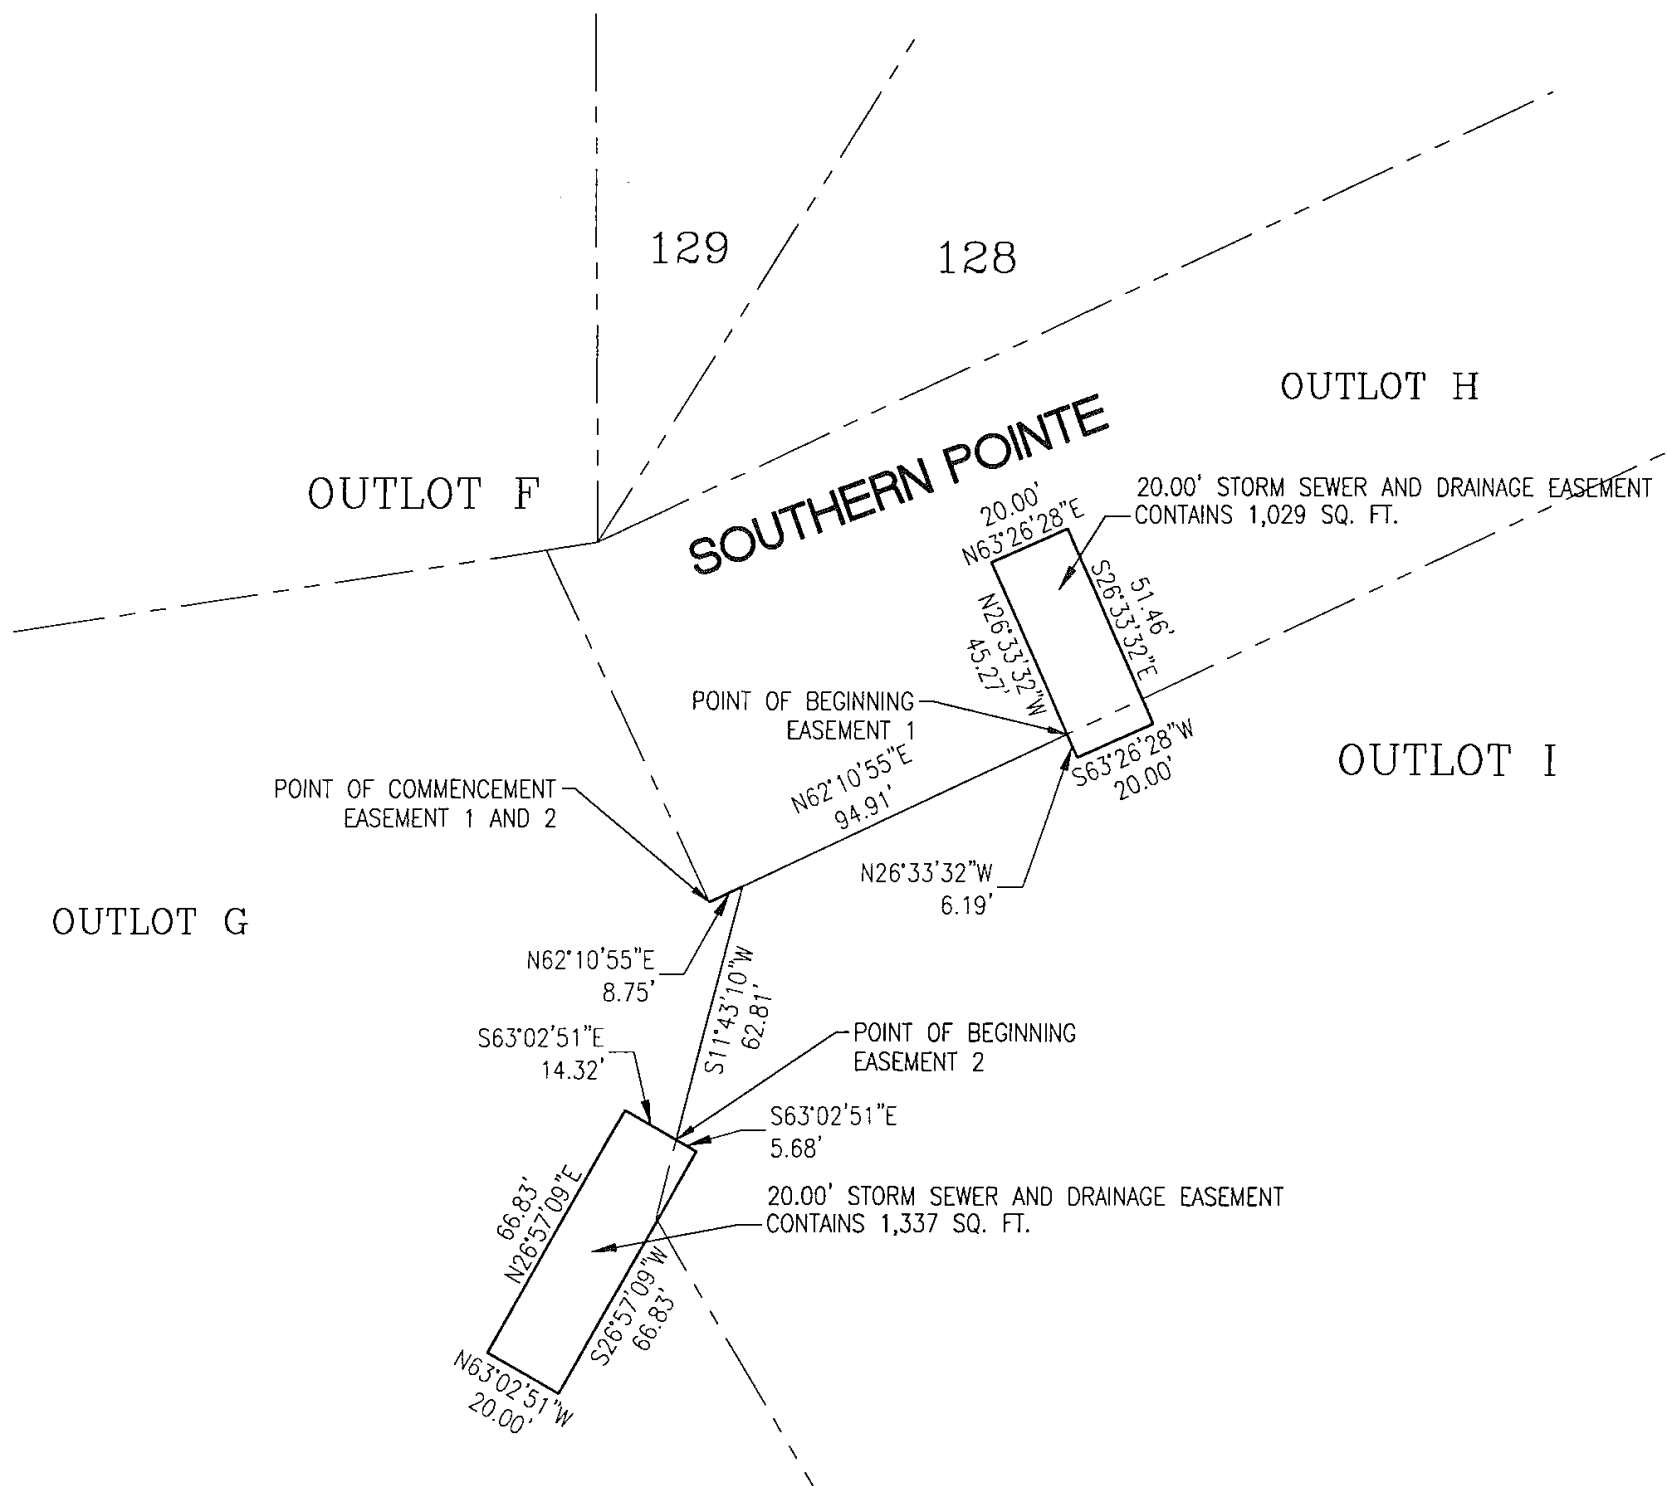 129
128
OUTLOT H
SOUTHERN POINTE
OUTLOT F
20.00' STORM SEWER AND DRAINAGE EASEMENT
CONTAINS 1,029 SQ. FT.
20.00'
N63°26'28"E
51.46'
S26°33'32"E
N26°33'32"W
45.27'
POINT OF BEGINNING
EASEMENT 1
S63°26'28"W
20.00'
OUTLOT I
N62°10'55"E
94.91'
POINT OF COMMENCEMENT
EASEMENT 1 AND 2
N26°33'32"W
6.19'
OUTLOT G
N62°10'55"E
8.75'
S11°43'10"W
62.81'
S63°02'51"E
14.32'
POINT OF BEGINNING
EASEMENT 2
S63°02'51"E
5.68'
66.83'
N26°57'09"E
20.00' STORM SEWER AND DRAINAGE EASEMENT
CONTAINS 1,337 SQ. FT.
S26°57'09"W
66.83'
N63°02'51"W
20.00'